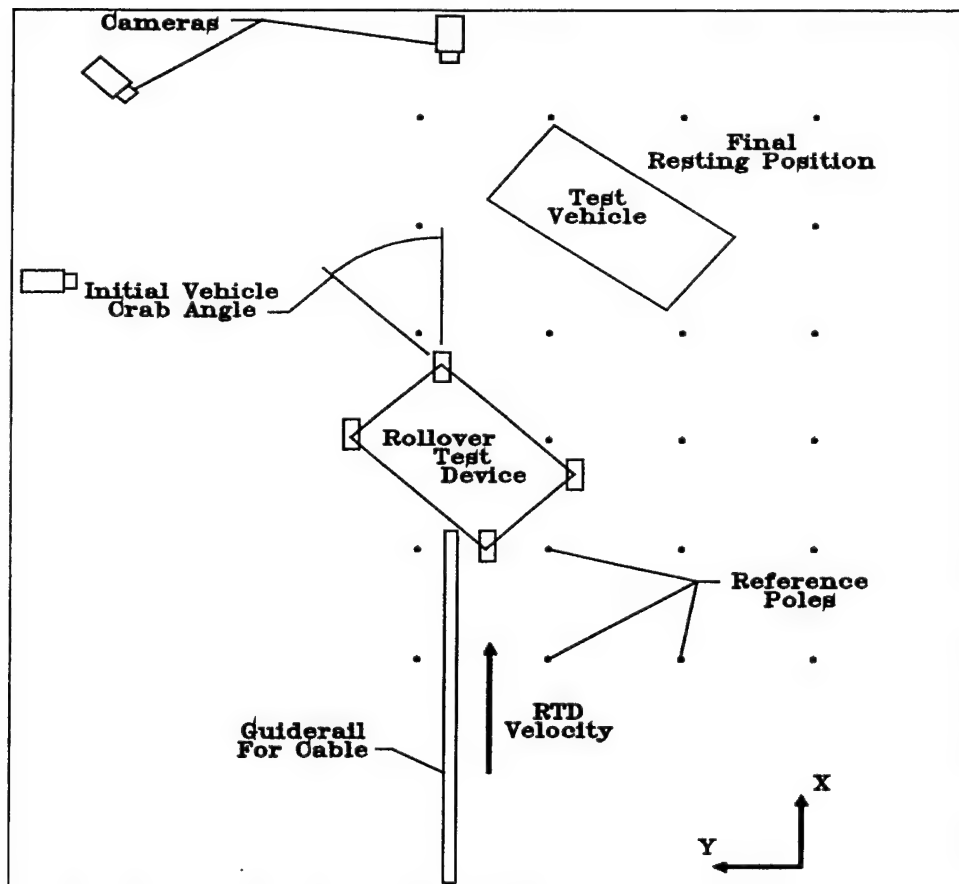 Cameras
Final
Resting Position
Test
Vehicle
Initial Vehicle
Crab Angle
Rollover
Test
Device
Reference
Poles
RTD
Velocity
Guiderail
For Cable
X
Y